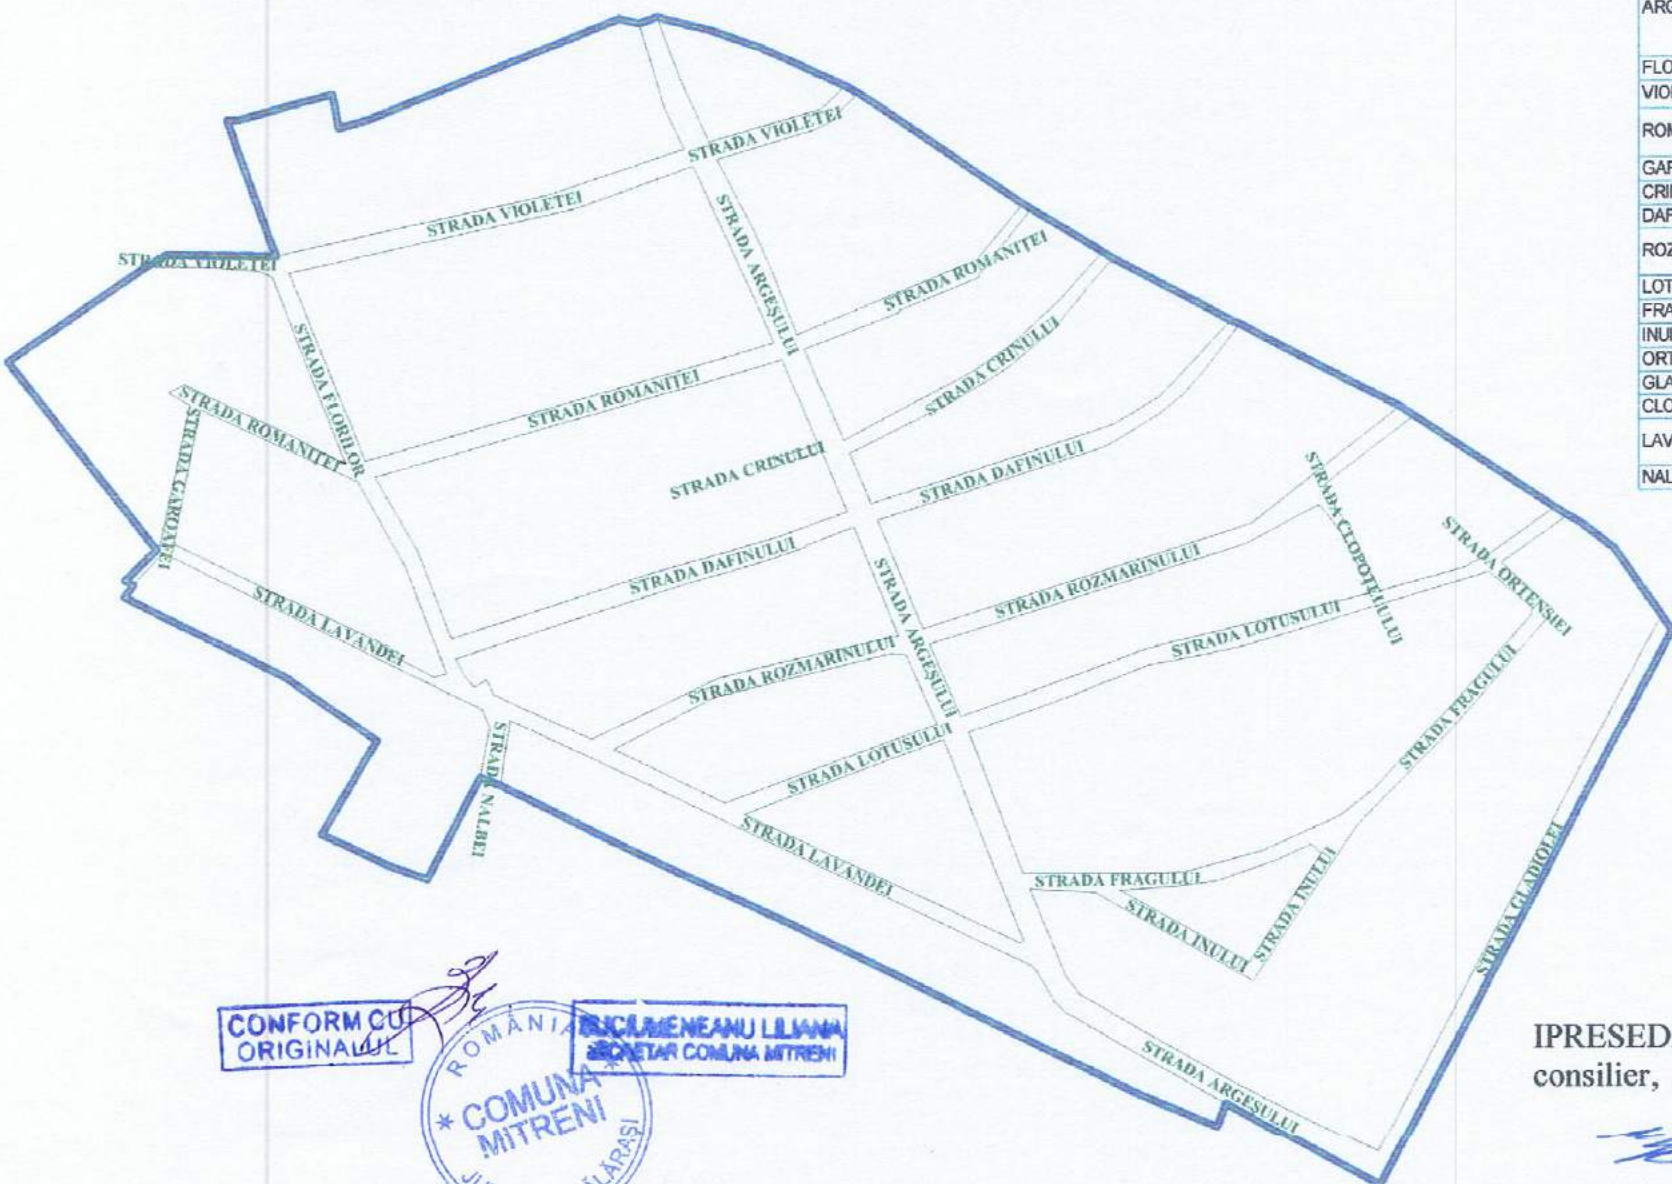 STRADA VIOLETEI
STRADA VIOLETEI
STRADA VIOLETEI
STRADA ARGEȘULUI
STRADA ROMANIȚEI
STRADA FLORILOR
STRADA CRINULUI
STRADA ROMANIȚEI
STRADA ROMANIȚEI
STRADA GAROAFEI
STRADA CRINULUI
STRADA DAFINULUI
STRADA CLOPOȚELULUI
STRADA ORTENSIEI
STRADA DAFINULUI
STRADA ROZMARINULUI
STRADA ARGEȘULUI
STRADA LAVANDEI
STRADA LOTUSULUI
STRADA ROZMARINULUI
STRADA FRAGULUI
STRADA LOTUSULUI
STRADA NALBEI
STRADA LAVANDEI
STRADA FRAGULUI
STRADA INULUI
STRADA INULUI
STRADA GLADIOLEI
STRADA ARGEȘULUI
ARG
FLO
VIO
ROM
GAR
CRI
DAF
ROZ
LOT
FRA
INU
ORT
GLA
CLO
LAV
NAL
CONFORM CU
ORIGINALUL
ROMÂNIA
* COMUNA *
MITRENI
LILIANA
SECRETAR COMUNA MITRENI
IPRESED
consilier,